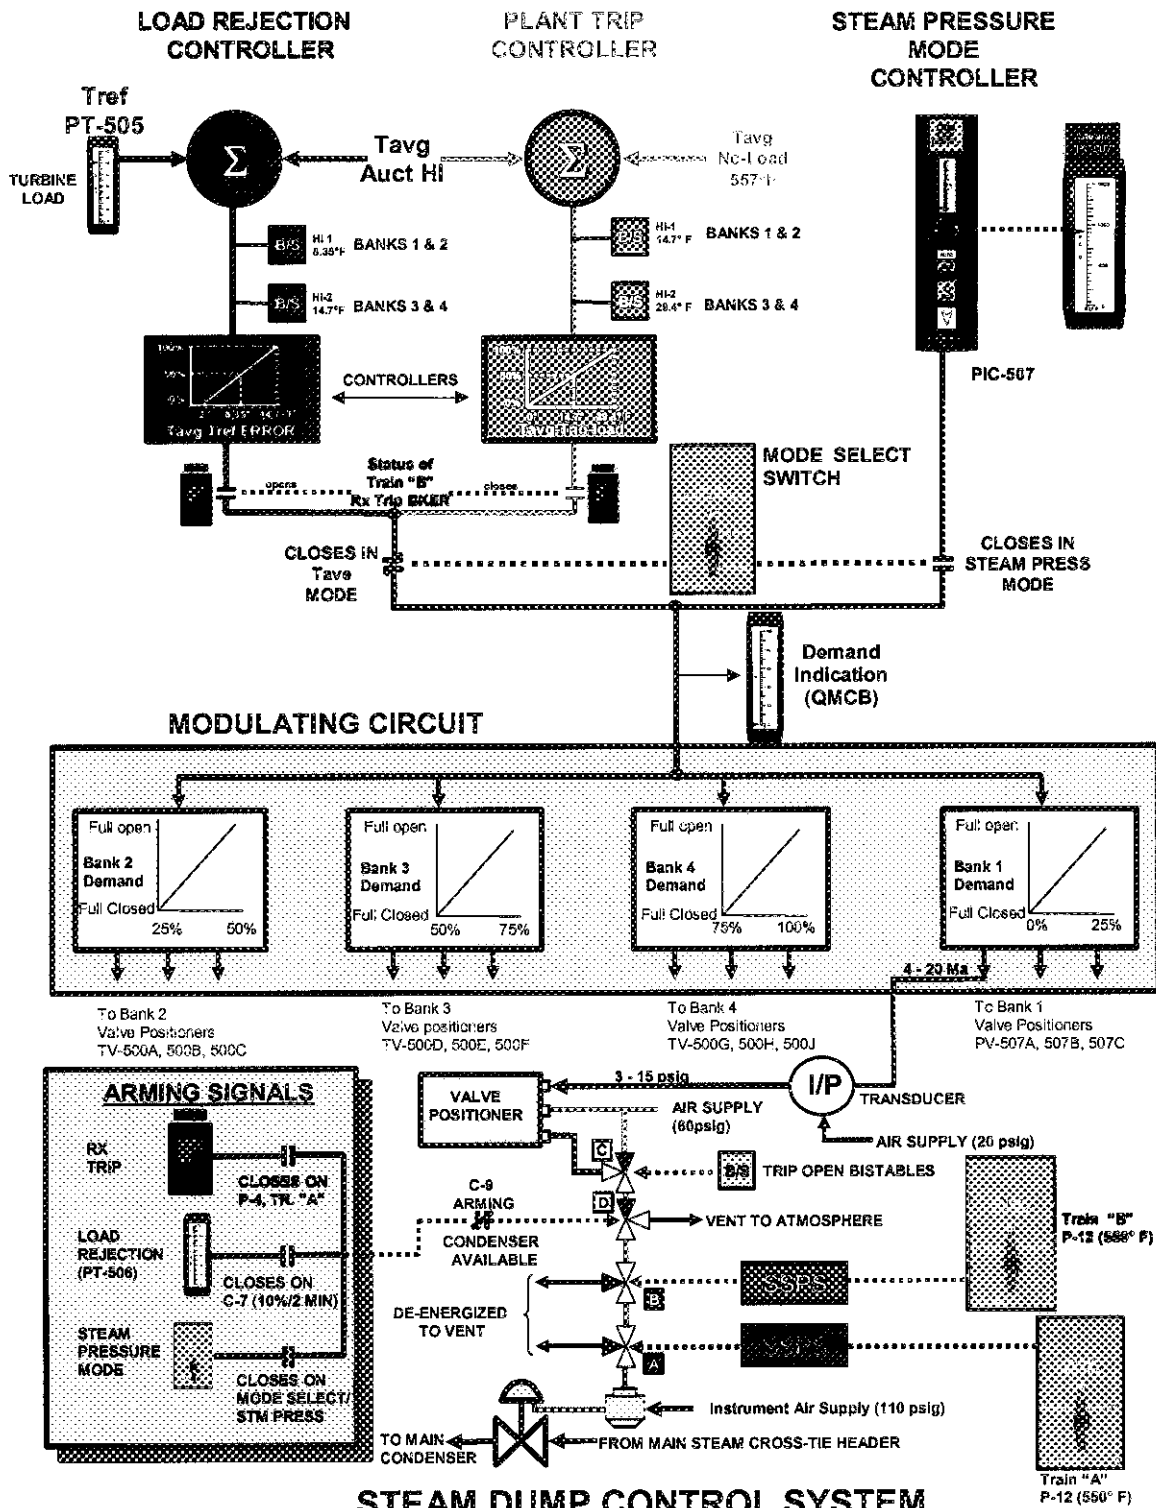 LOAD REJECTION
CONTROLLER
PLANT TRIP
CONTROLLER
STEAM PRESSURE
MODE
CONTROLLER
Tref
PT-505
TURBINE
LOAD
Σ
Tavg
Auct HI
Σ
Tavg
No-Load
557°F
B/S
HI-1
BANKS 1 & 2
B/S
HI-1
14.7° F
BANKS 1 & 2
B/S
HI-2
14.7°F
BANKS 3 & 4
B/S
HI-2
28.4° F
BANKS 3 & 4
PIC-507
100%
50%
0%
Tavg Tref ERROR
CONTROLLERS
MODE SELECT
SWITCH
opens
Status of
Train "B"
Rx Trip BKER
closes
CLOSES IN
Tave
MODE
CLOSES IN
STEAM PRESS
MODE
Demand
Indication
(QMCB)
MODULATING CIRCUIT
Full open
Bank 2
Demand
Full Closed
25% 50%
Full open
Bank 3
Demand
Full Closed
50% 75%
Full open
Bank 4
Demand
Full Closed
75% 100%
Full open
Bank 1
Demand
Full Closed
0% 25%
4 - 20 Ma
To Bank 2
Valve Positioners
TV-500A, 500B, 500C
To Bank 3
Valve positioners
TV-500D, 500E, 500F
To Bank 4
Valve Positioners
TV-500G, 500H, 500J
To Bank 1
Valve Positioners
PV-507A, 507B, 507C
ARMING SIGNALS
RX
TRIP
CLOSES ON
P-4, TR. "A"
LOAD
REJECTION
(PT-506)
CLOSES ON
C-7 (10%/2 MIN)
STEAM
PRESSURE
MODE
CLOSES ON
MODE SELECT/
STM PRESS
VALVE
POSITIONER
3 - 15 psig
I/P
TRANSDUCER
AIR SUPPLY
(60psig)
AIR SUPPLY (20 psig)
C
B/S
TRIP OPEN BISTABLES
C-9
ARMING
CONDENSER
AVAILABLE
D
VENT TO ATMOSPHERE
Train "B"
P-12
DE-ENERGIZED
TO VENT
B
SSPS
A
Instrument Air Supply (110 psig)
TO MAIN
CONDENSER
FROM MAIN STEAM CROSS-TIE HEADER
Train "A"
P-12 (550° F)
STEAM DUMP CONTROL SYSTEM